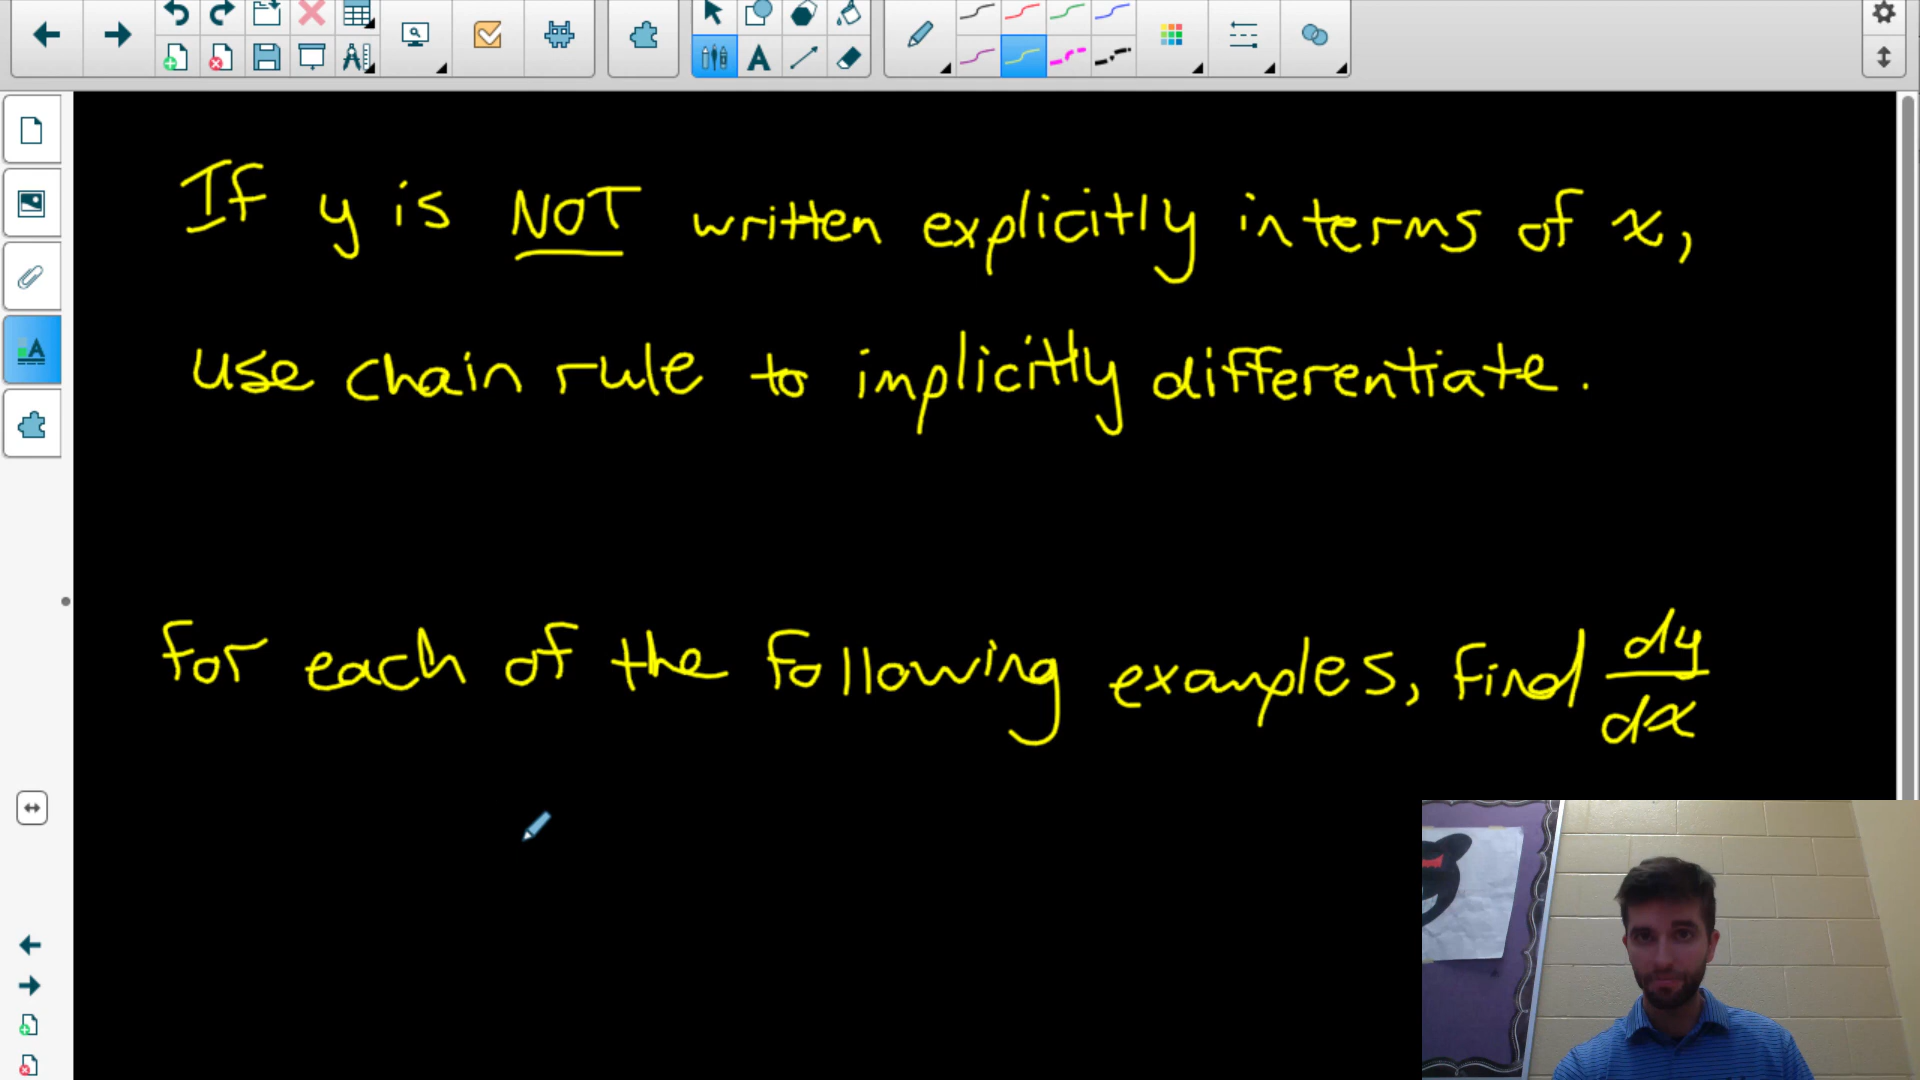 If y is NOT written explicitly in terms of x,
use chain rule to implicitly differentiate.
For each of the following examples, find dy/dx